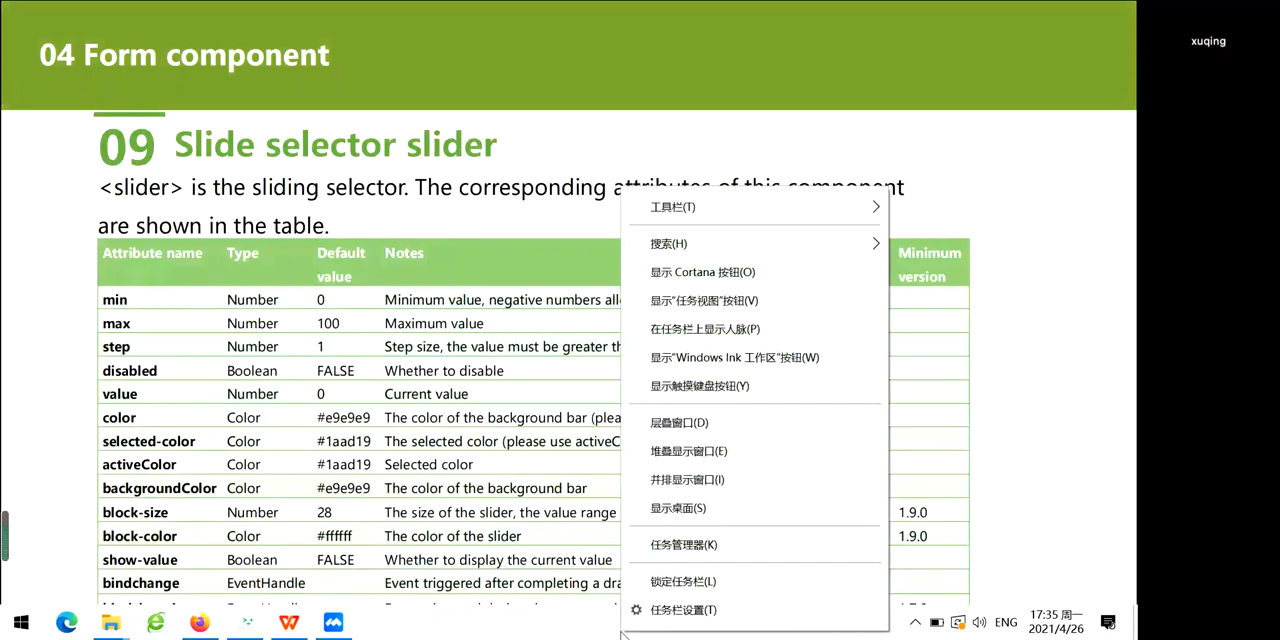 04 Form component
xuqing
09 Slide selector slider
<slider> is the sliding selector. The corresponding attributes of this component
are shown in the table.
Attribute name Type Default value Notes Minimum version
min Number 0 Minimum value, negative numbers all
max Number 100 Maximum value
step Number 1 Step size, the value must be greater th
disabled Boolean FALSE Whether to disable
value Number 0 Current value
color Color #e9e9e9 The color of the background bar (plea
selected-color Color #1aad19 The selected color (please use activeC
activeColor Color #1aad19 Selected color
backgroundColor Color #e9e9e9 The color of the background bar
block-size Number 28 The size of the slider, the value range 1.9.0
block-color Color #ffffff The color of the slider 1.9.0
show-value Boolean FALSE Whether to display the current value
bindchange EventHandle Event triggered after completing a dra
工具栏(T)
搜索(H)
显示 Cortana 按钮(O)
显示"任务视图"按钮(V)
在任务栏上显示人脉(P)
显示"Windows Ink 工作区"按钮(W)
显示触摸键盘按钮(Y)
层叠窗口(D)
堆叠显示窗口(E)
并排显示窗口(I)
显示桌面(S)
任务管理器(K)
锁定任务栏(L)
任务栏设置(T)
ENG
17:35 周一
2021/4/26